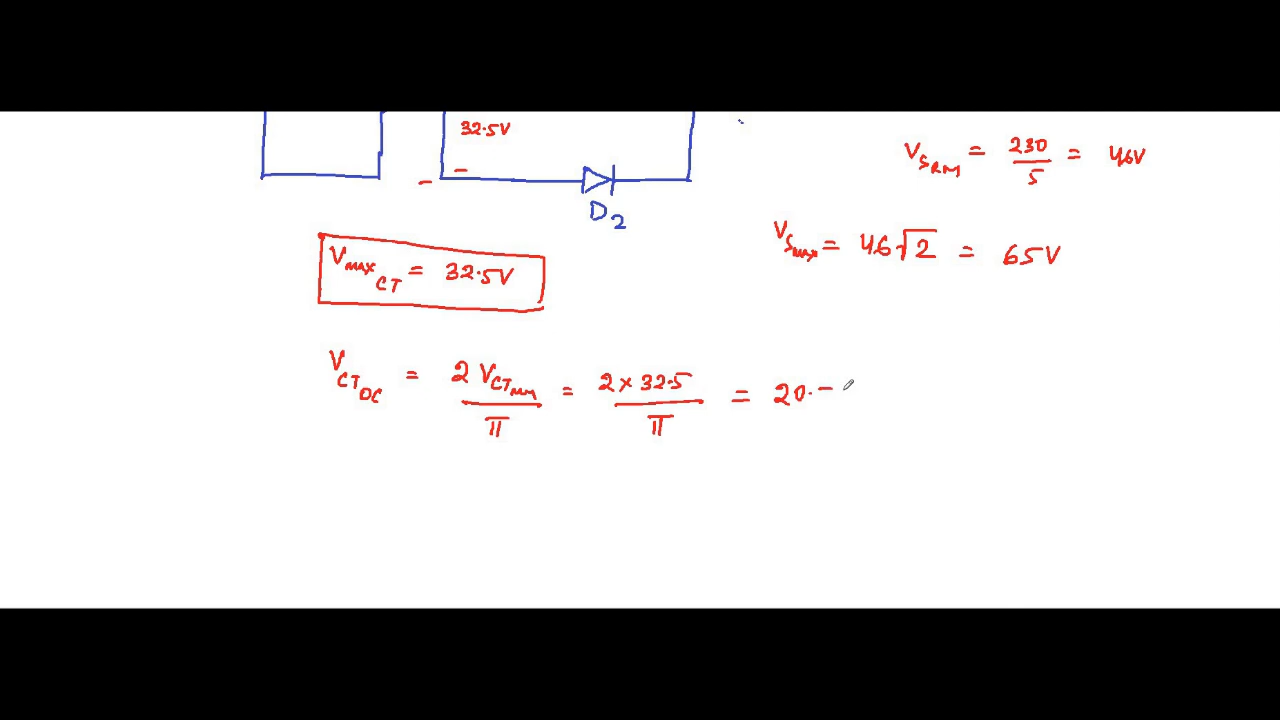 32.5V
V_SRM = 230/5 = 46V
D2
V_Smax = 46√2 = 65V
V_max CT = 32.5V
V_CT DC = 2 V_CT / π = 2 × 32.5 / π = 20.